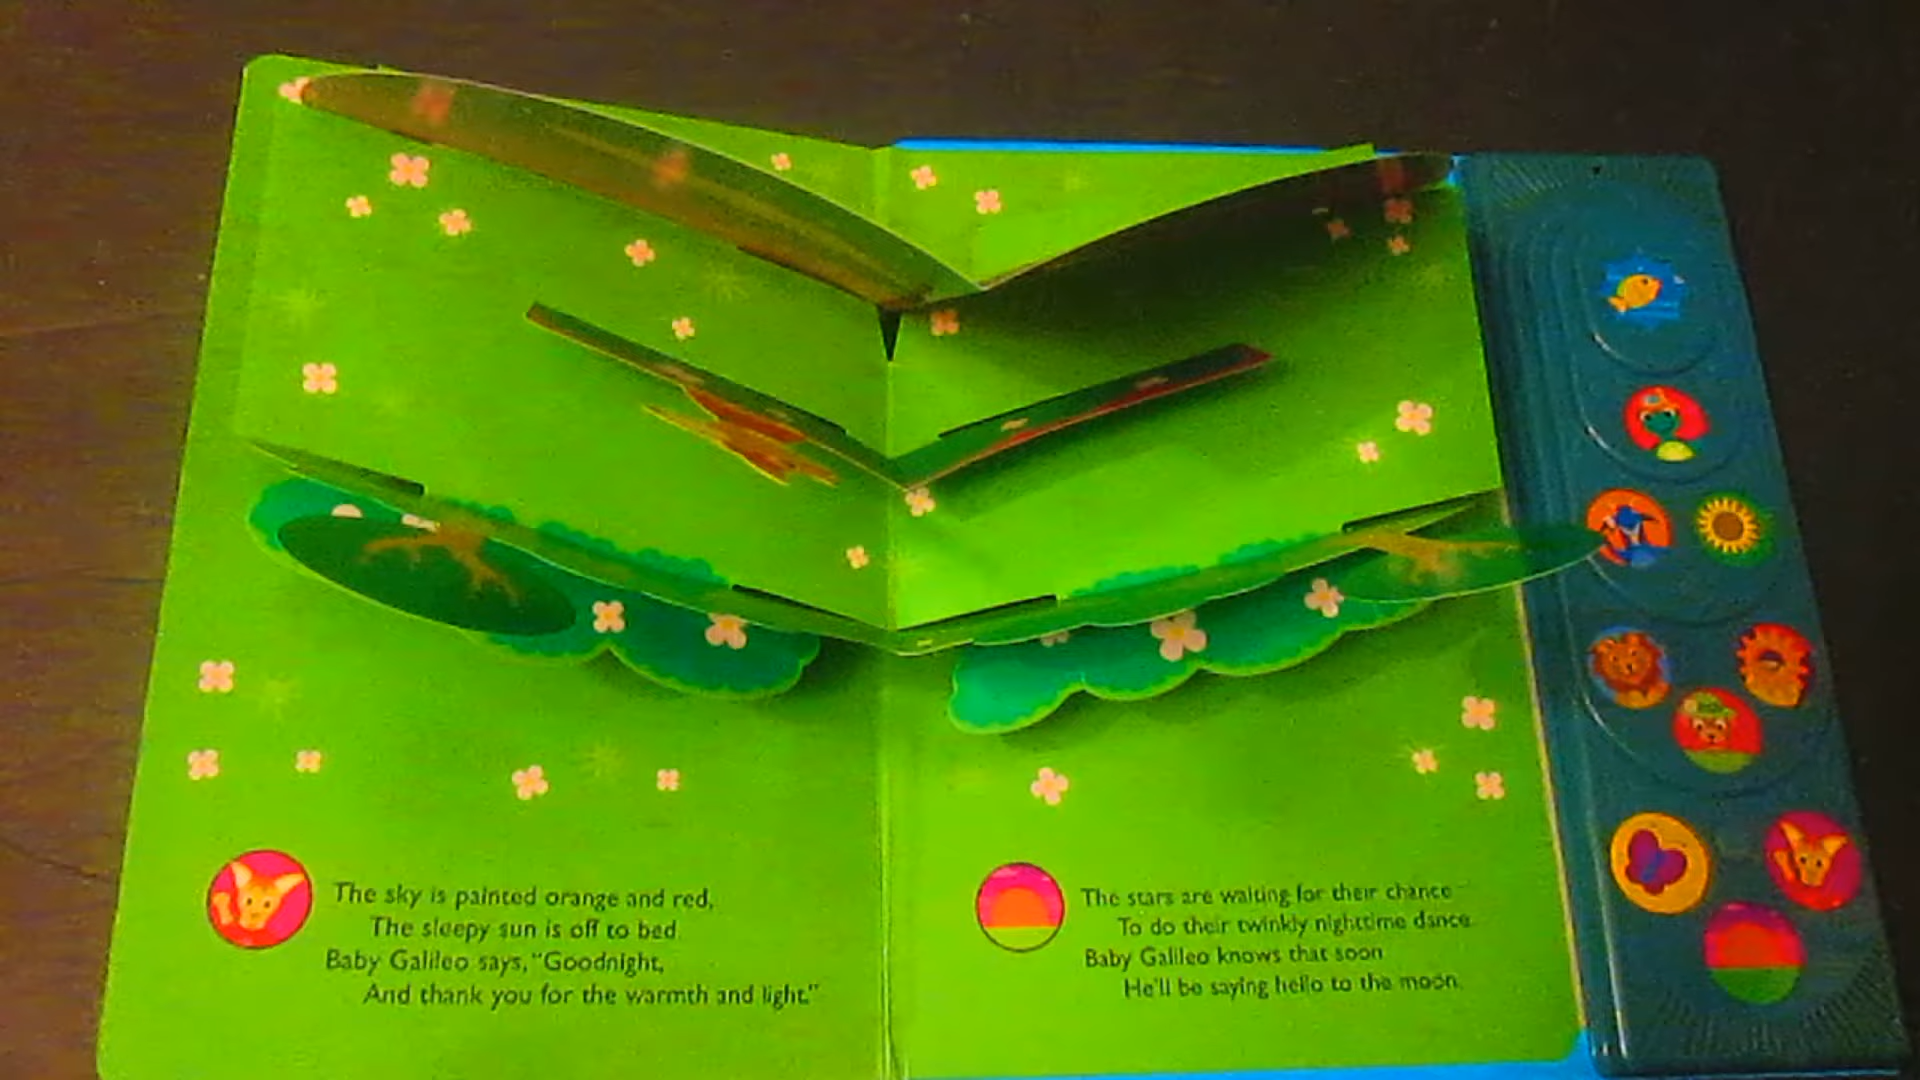 The sky is painted orange and red,
The sleepy sun is off to bed.
Baby Galileo says, "Goodnight,
And thank you for the warmth and light."
The stars are waiting for their chance
To do their twinkly nighttime dance.
Baby Galileo knows that soon
He'll be saying hello to the moon.